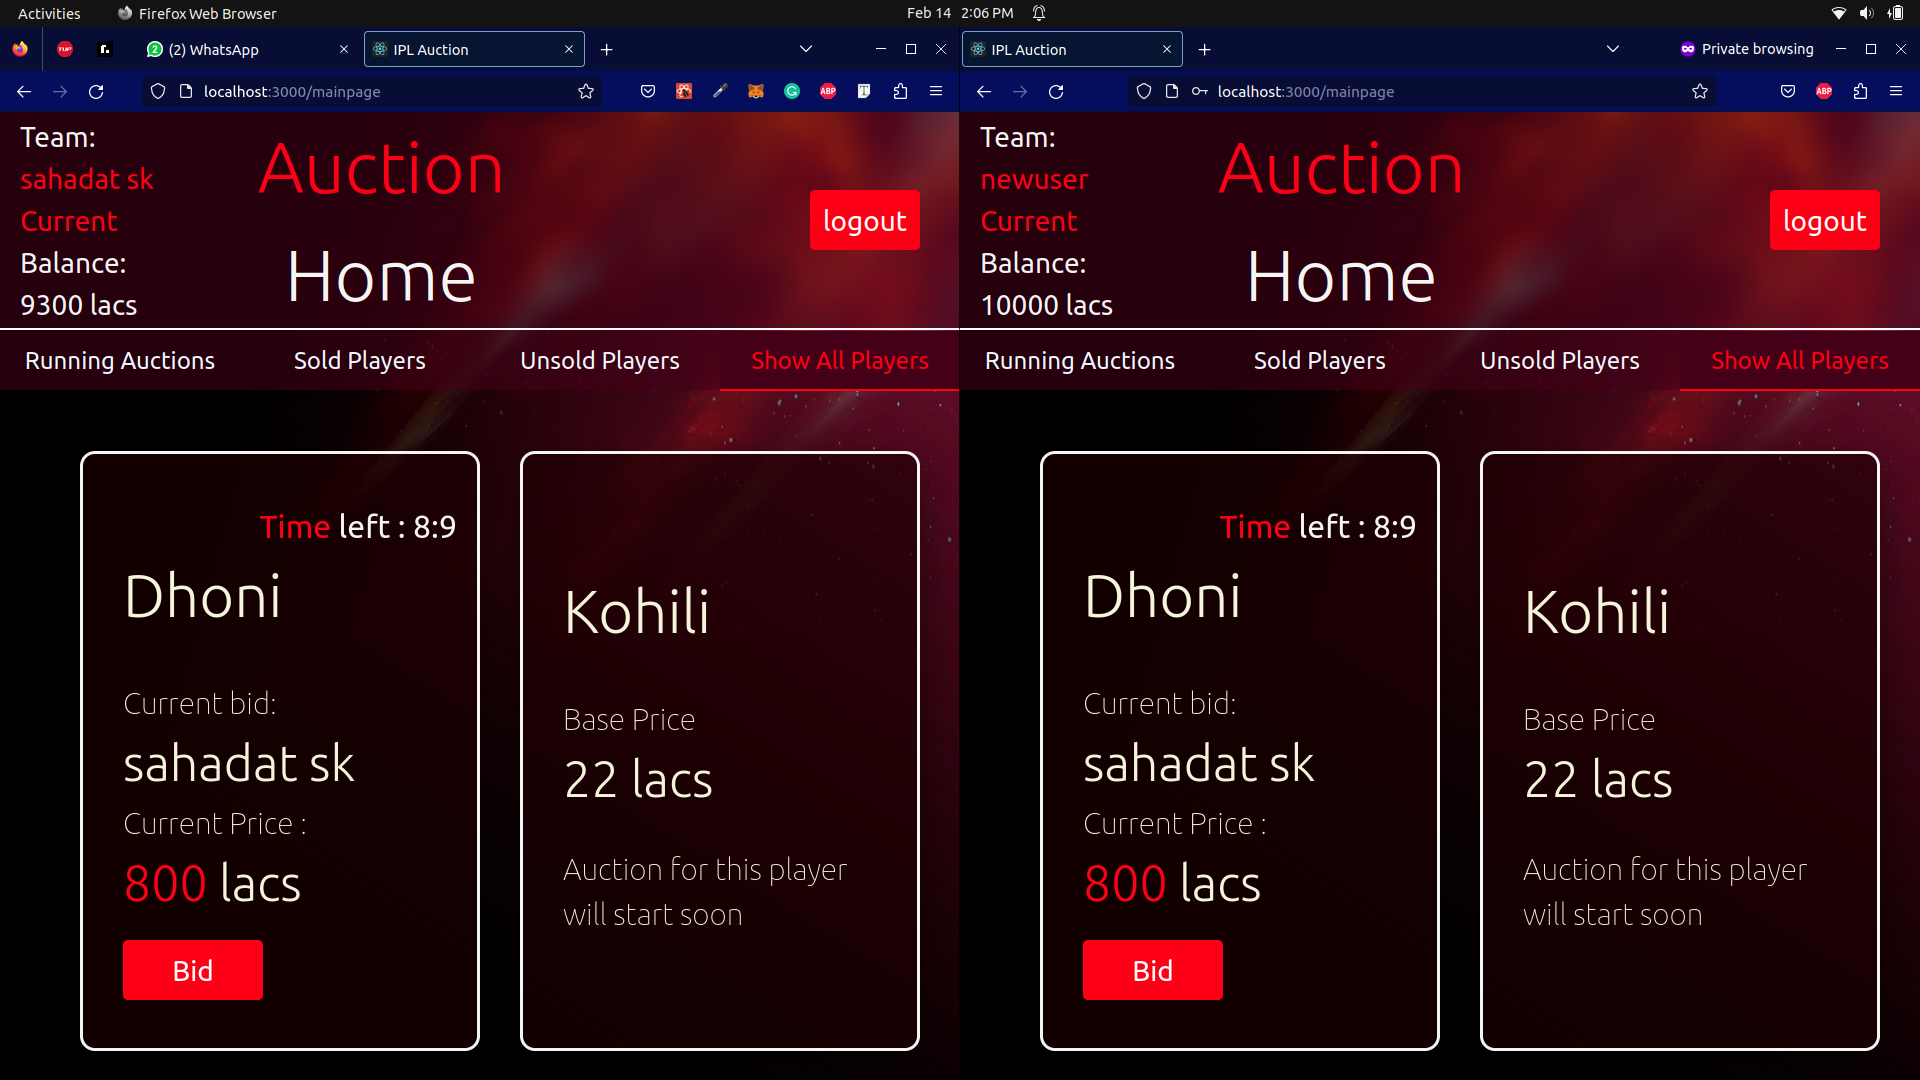 Activities
Firefox Web Browser
Feb 14 2:06 PM
(2) WhatsApp
IPL Auction
localhost:3000/mainpage
ABP
Team:
sahadat sk
Current
Balance:
9300 lacs
Auction
Home
logout
Running Auctions
Sold Players
Unsold Players
Show All Players
Time left : 8:9
Dhoni
Current bid:
sahadat sk
Current Price :
800 lacs
Bid
Kohili
Base Price
22 lacs
Auction for this player
will start soon
IPL Auction
Private browsing
localhost:3000/mainpage
ABP
Team:
newuser
Current
Balance:
10000 lacs
Auction
Home
logout
Running Auctions
Sold Players
Unsold Players
Show All Players
Time left : 8:9
Dhoni
Current bid:
sahadat sk
Current Price :
800 lacs
Bid
Kohili
Base Price
22 lacs
Auction for this player
will start soon